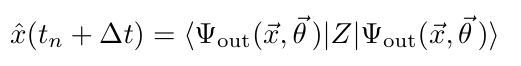 x̂(tₙ + Δt) = ⟨Ψ_out(x⃗, θ⃗)|Z|Ψ_out(x⃗, θ⃗)⟩